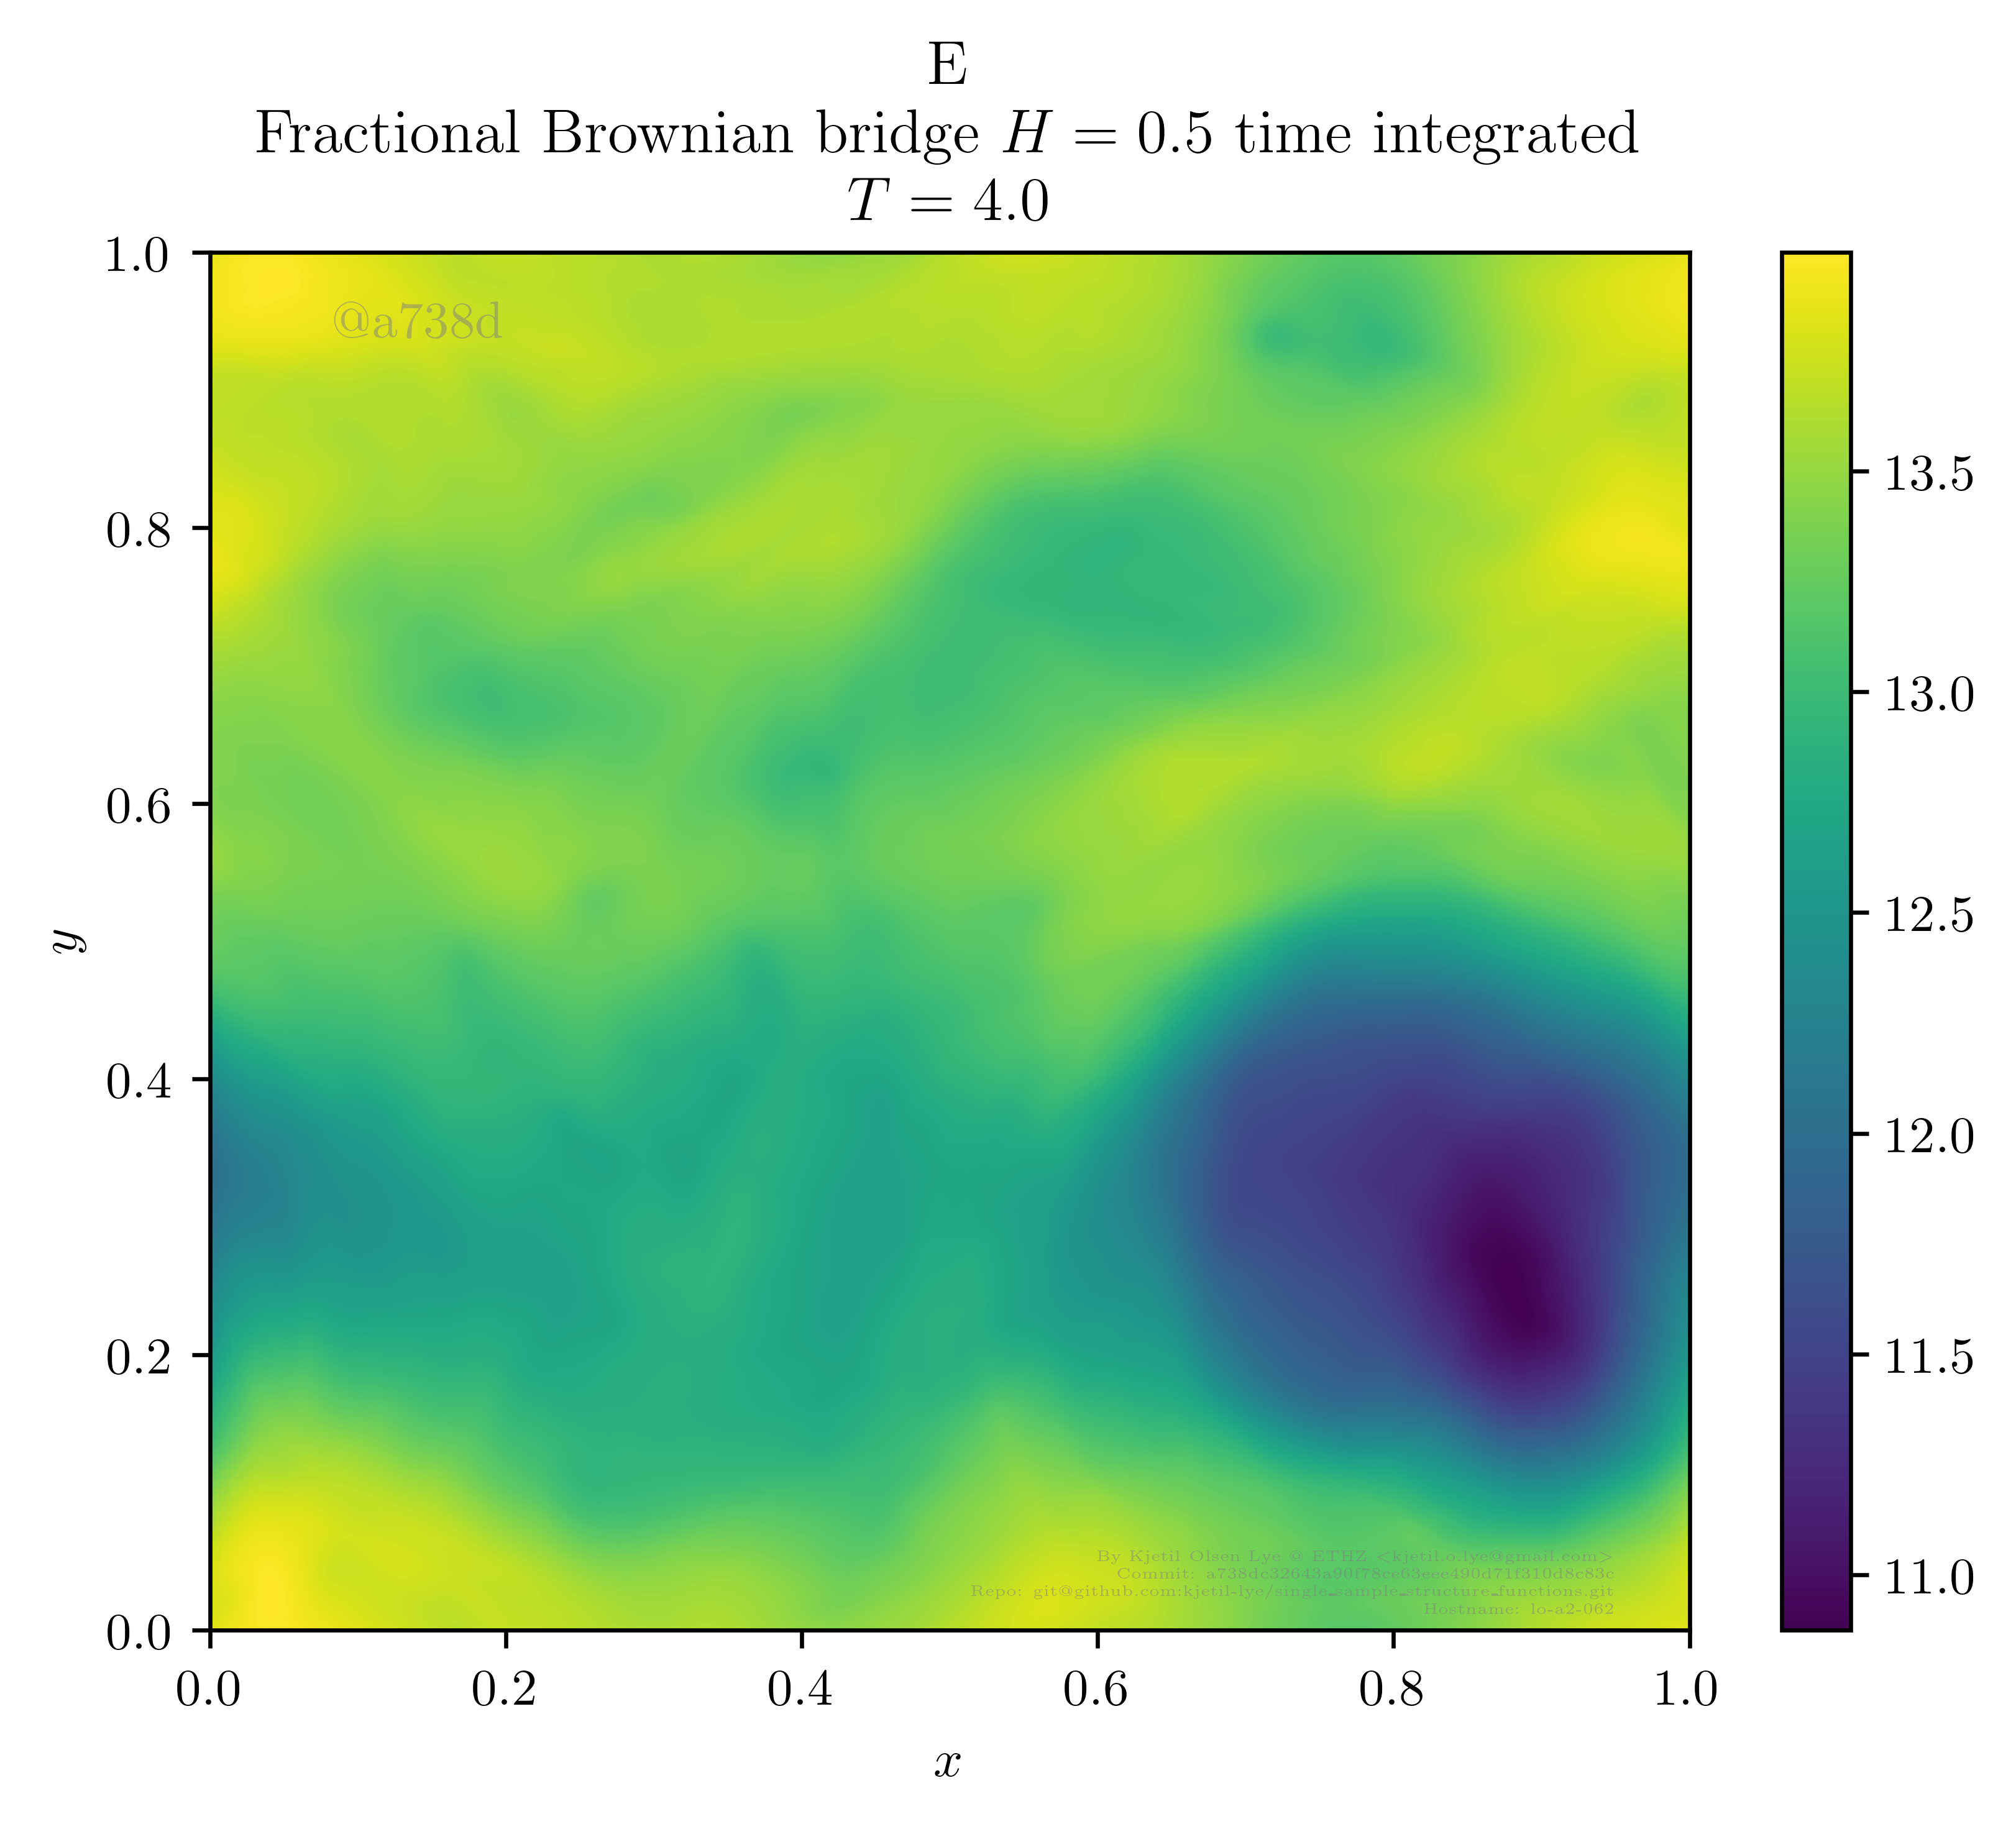 E
Fractional Brownian bridge H = 0.5 time integrated
T = 4.0
1.0
@a738d
13.5
0.8
13.0
0.6
12.5
y
0.4
12.0
0.2
11.5
By Kjetil Olsen Lye @ ETHZ <kjetil.o.lye@gmail.com>
Commit: a738dc32643a90f78ce63eee490d71f310d8c83c
Repo: git@github.com:kjetil-lye/single_sample_structure_functions.git
Hostname: lo-a2-062
11.0
0.0
0.0 0.2 0.4 0.6 0.8 1.0
x